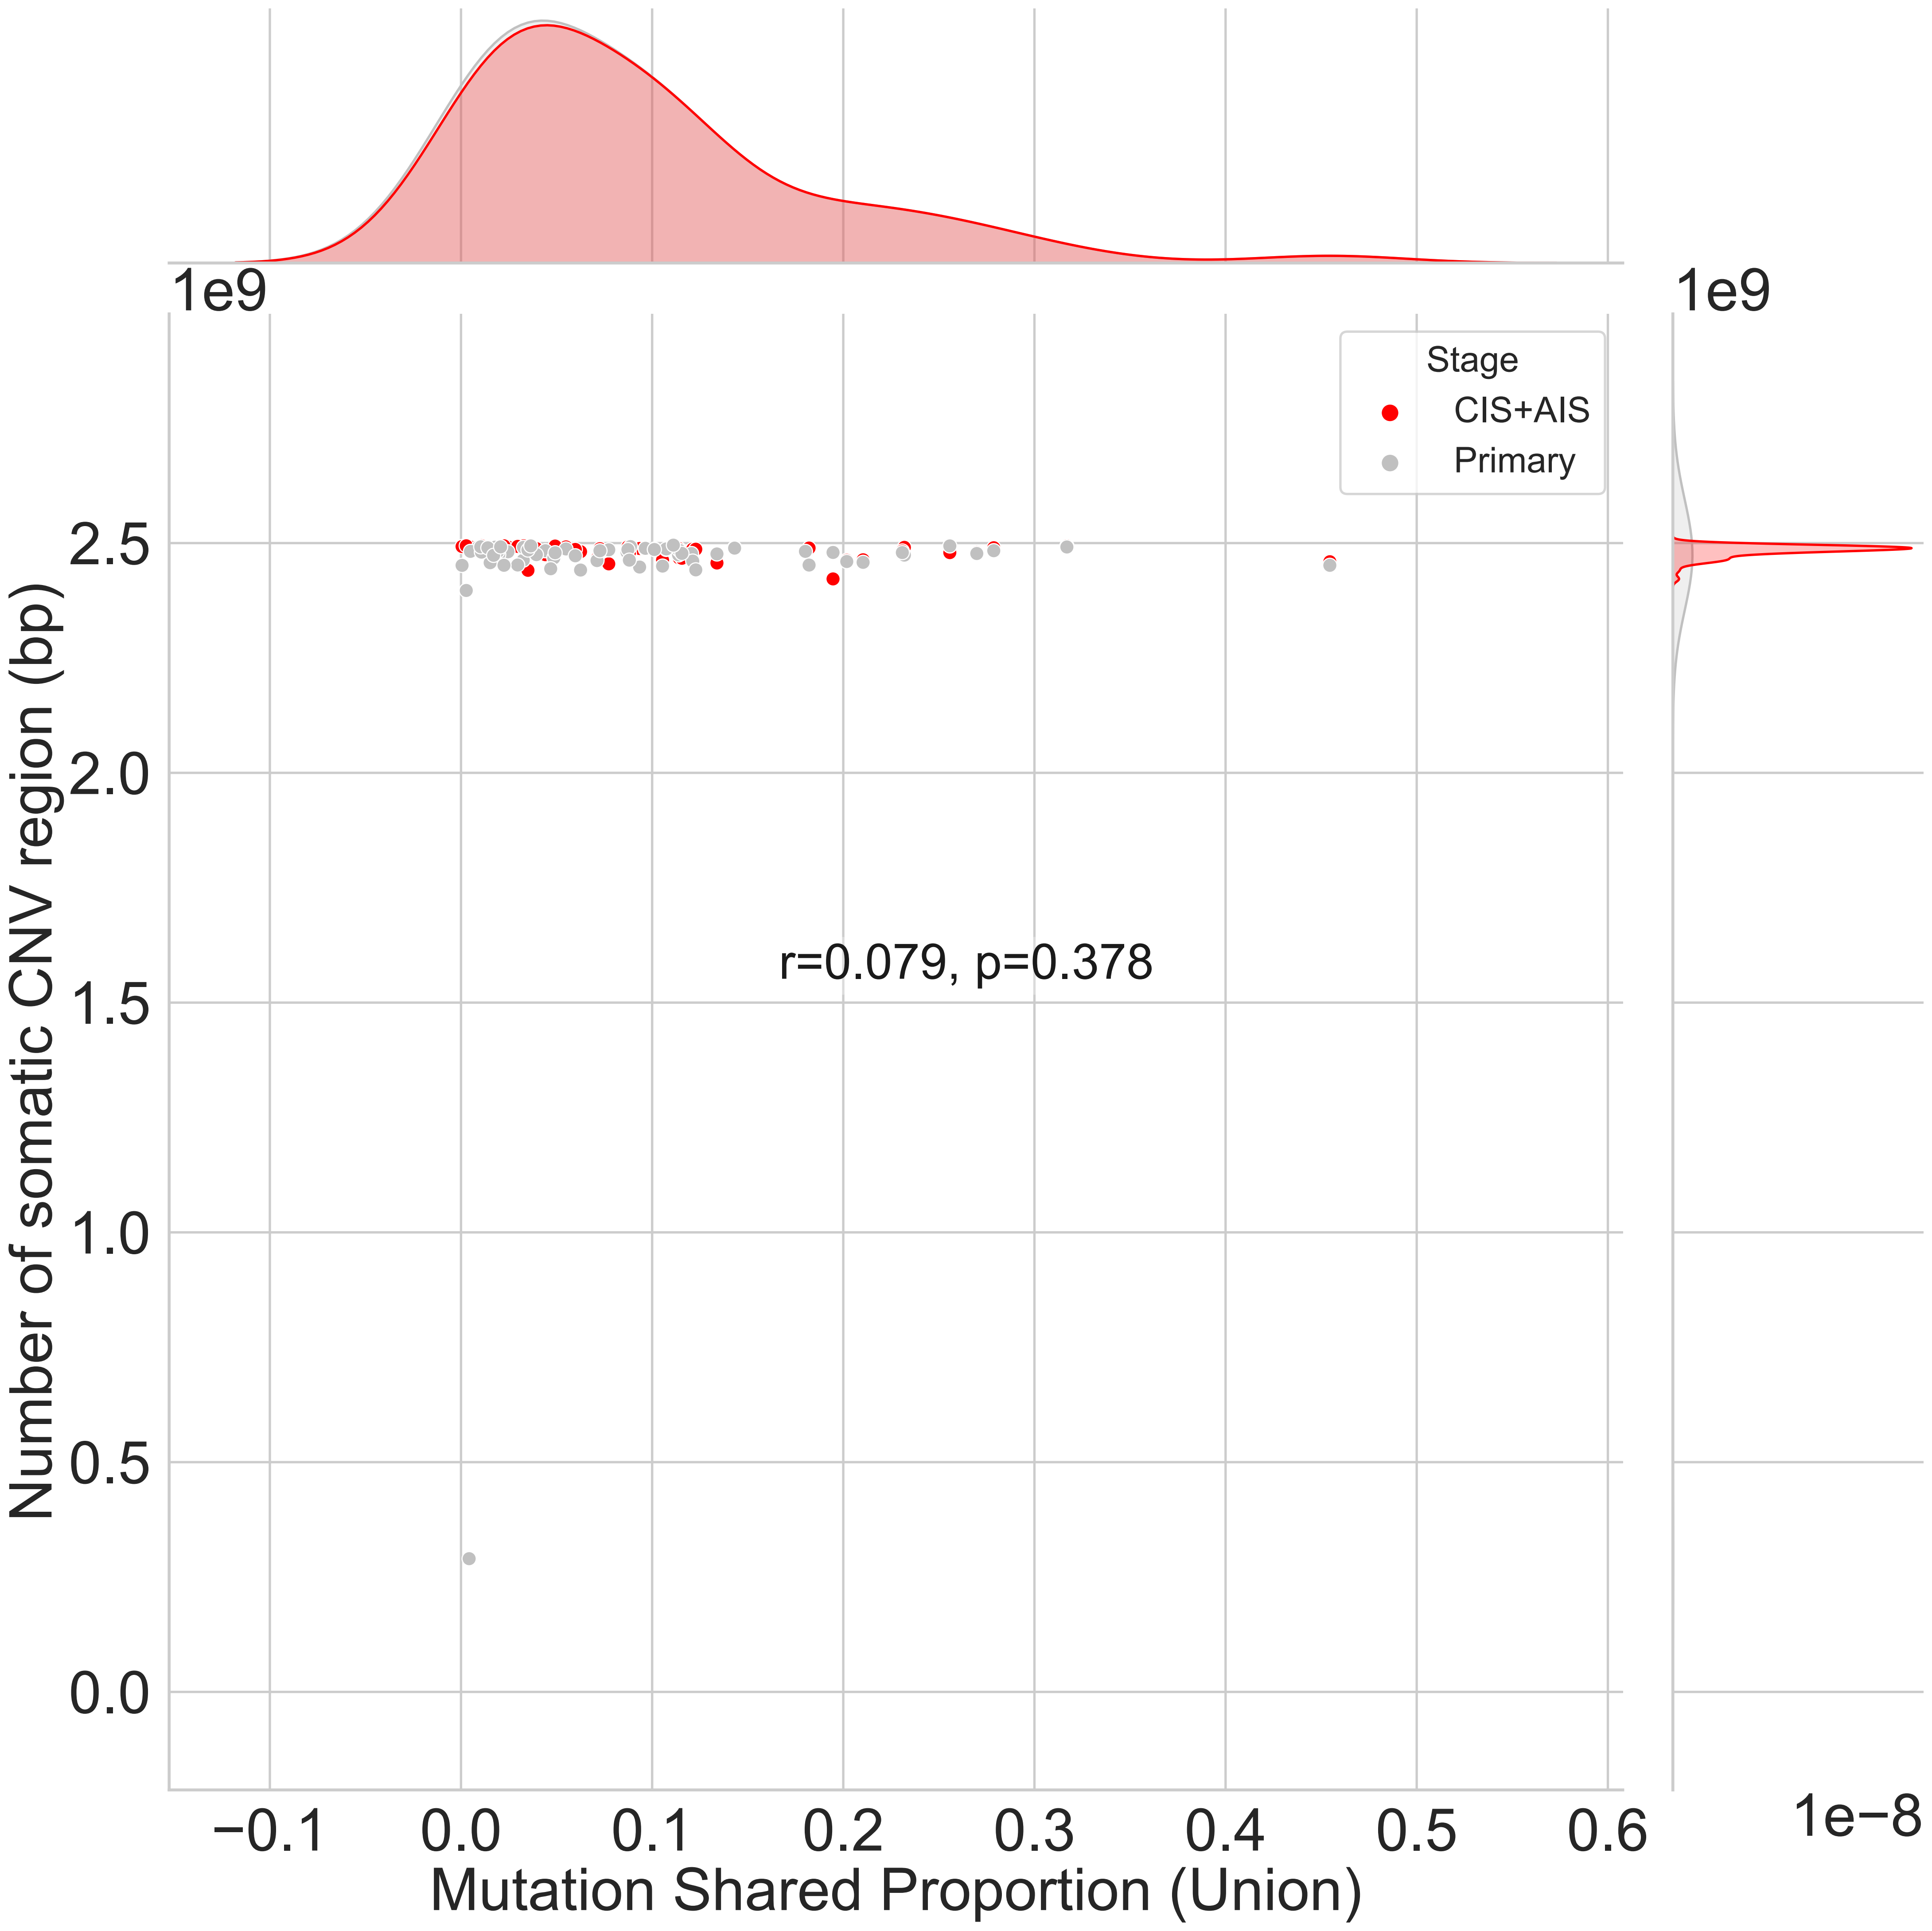 1e9
1e9
Stage
CIS+AIS
Primary
Number of somatic CNV region (bp)
2.5
2.0
1.5
1.0
0.5
0.0
r=0.079, p=0.378
−0.1 0.0 0.1 0.2 0.3 0.4 0.5 0.6
1e−8
Mutation Shared Proportion (Union)